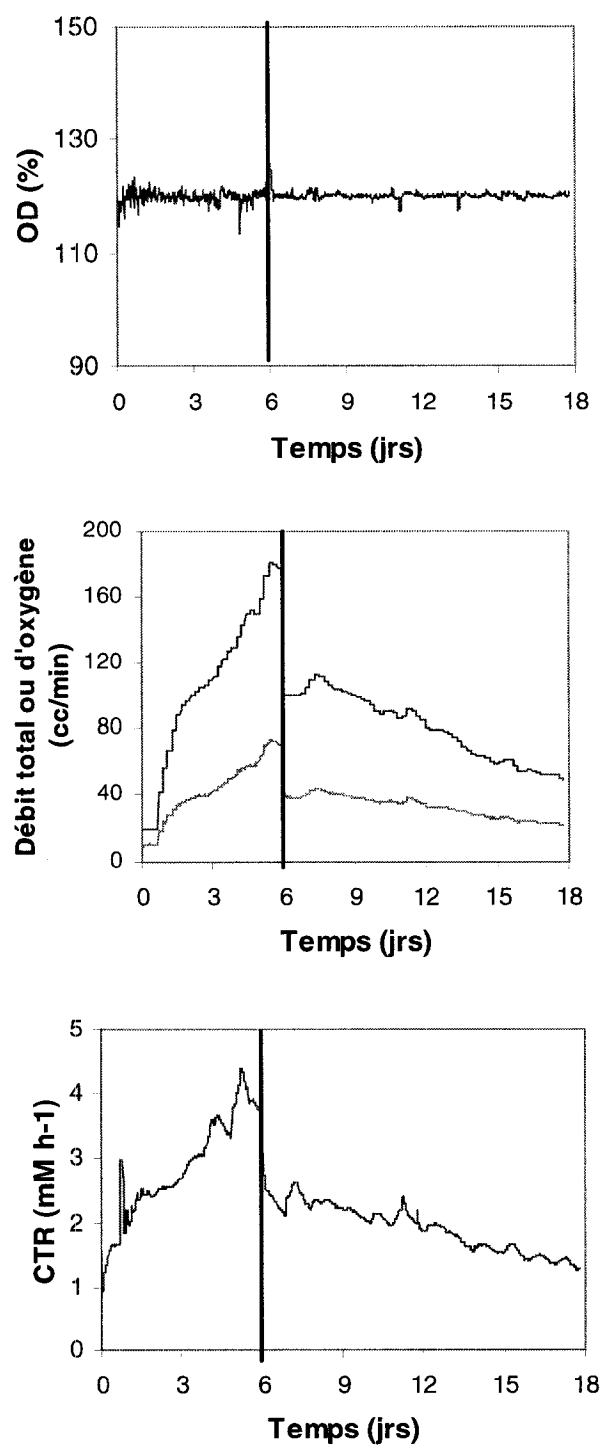 150
130
110
90
OD (%)
0 3 6 9 12 15 18
Temps (jrs)
200
160
120
80
40
0
Débit total ou d'oxygène
(cc/min)
0 3 6 9 12 15 18
Temps (jrs)
5
4
3
2
1
0
CTR (mM h-1)
0 3 6 9 12 15 18
Temps (jrs)